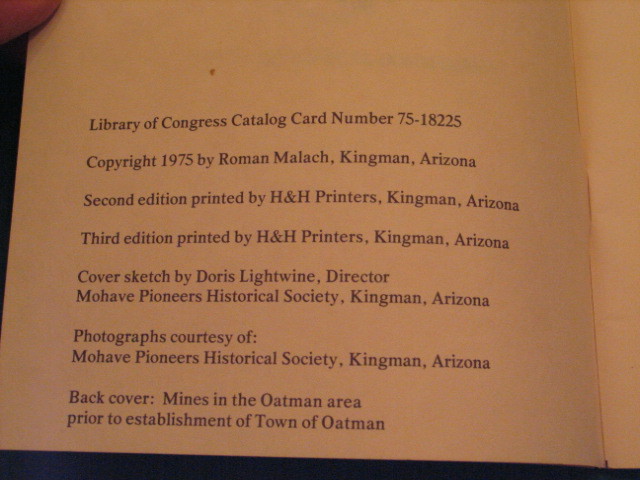 Library of Congress Catalog Card Number 75-18225
Copyright 1975 by Roman Malach, Kingman, Arizona
Second edition printed by H&H Printers, Kingman, Arizona
Third edition printed by H&H Printers, Kingman, Arizona
Cover sketch by Doris Lightwine, Director
Mohave Pioneers Historical Society, Kingman, Arizona
Photographs courtesy of:
Mohave Pioneers Historical Society, Kingman, Arizona
Back cover: Mines in the Oatman area
prior to establishment of Town of Oatman